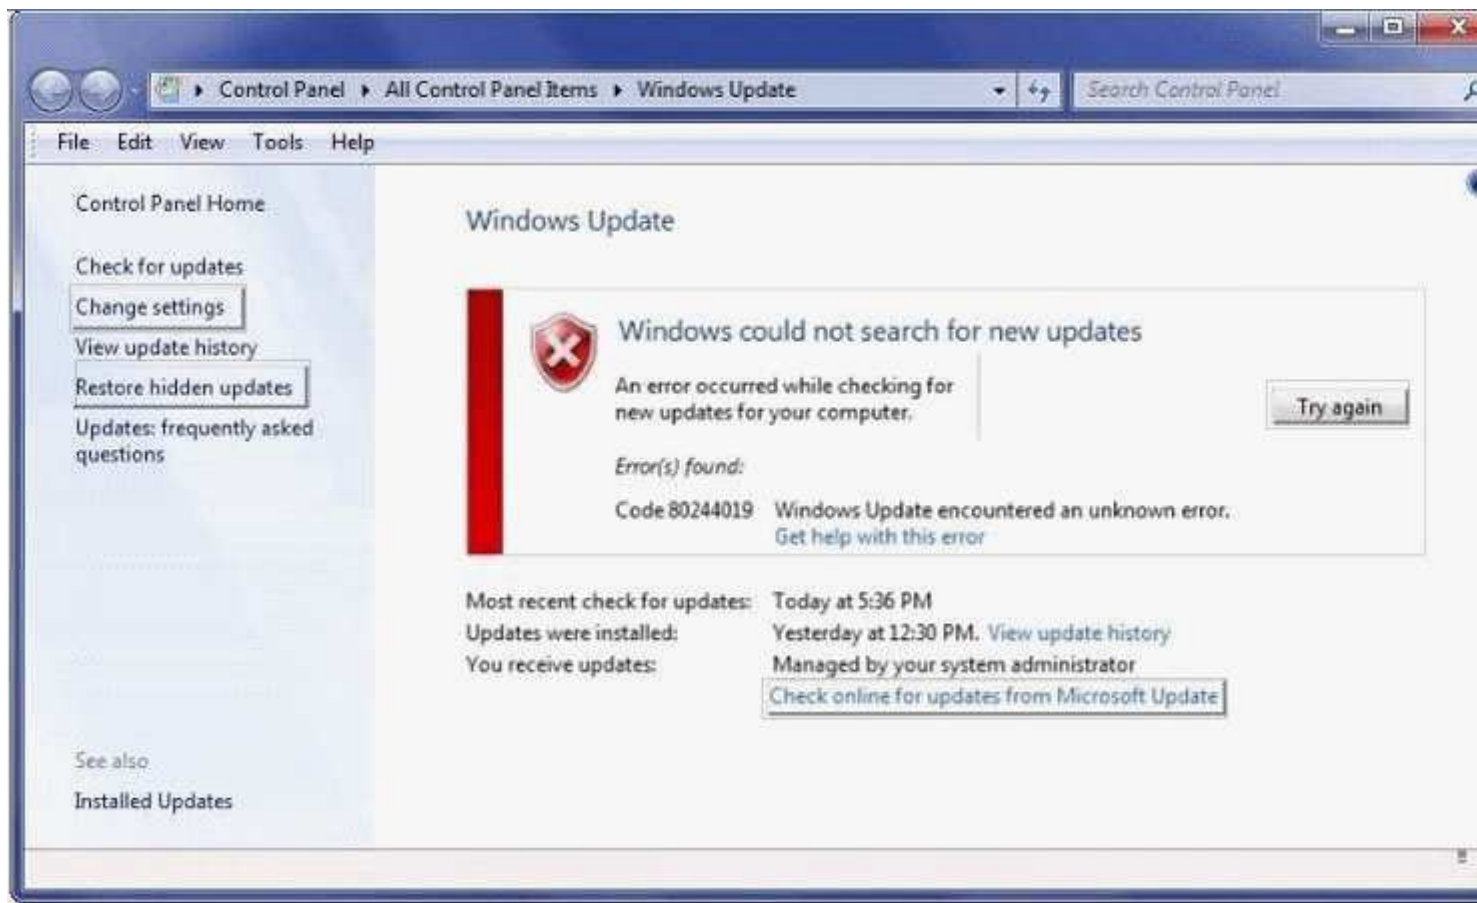 Control Panel ▸ All Control Panel Items ▸ Windows Update
Search Control Panel
File Edit View Tools Help
Control Panel Home
Check for updates
Change settings
View update history
Restore hidden updates
Updates: frequently asked
questions
See also
Installed Updates
Windows Update
Windows could not search for new updates
An error occurred while checking for
new updates for your computer.
Try again
Error(s) found:
Code 80244019 Windows Update encountered an unknown error.
Get help with this error
Most recent check for updates: Today at 5:36 PM
Updates were installed: Yesterday at 12:30 PM. View update history
You receive updates: Managed by your system administrator
Check online for updates from Microsoft Update